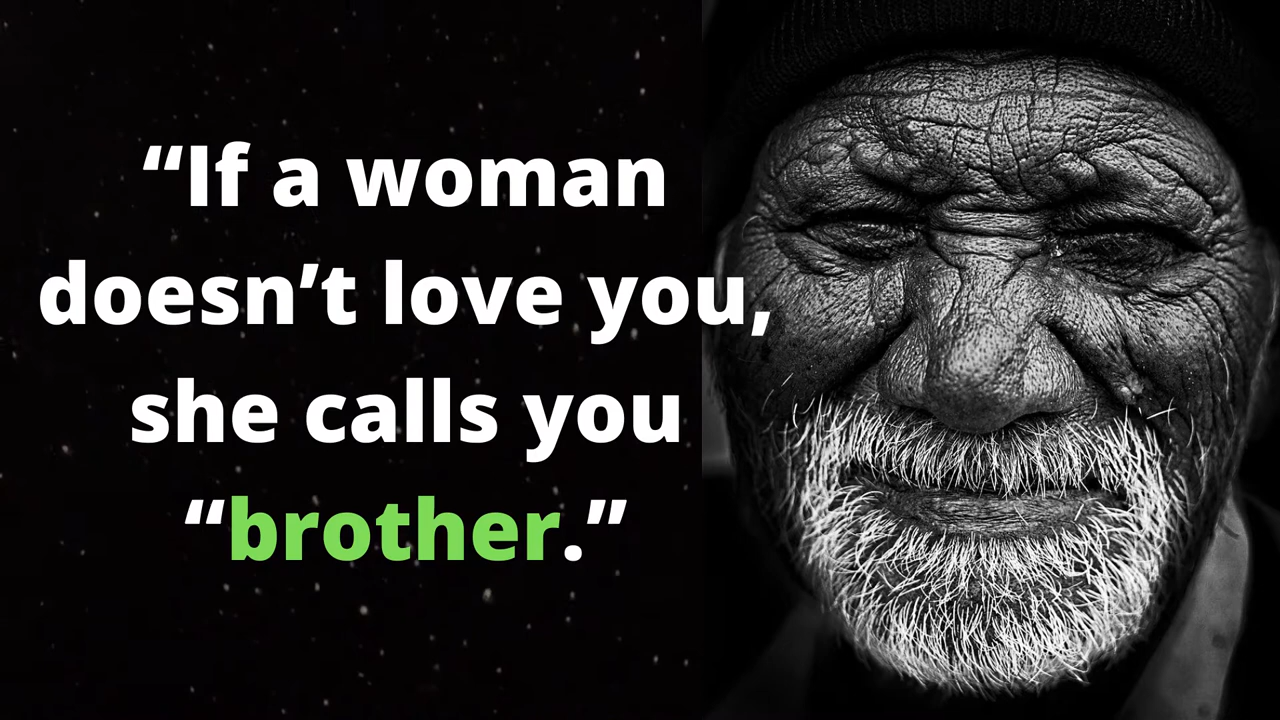 “If a woman
doesn’t love you,
she calls you
“brother.”